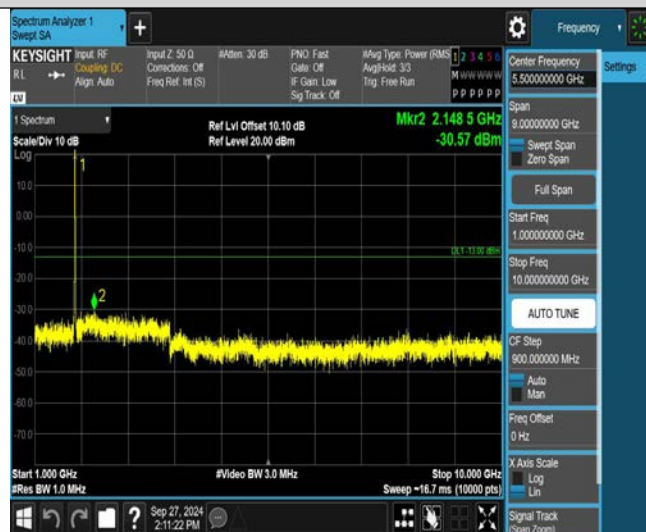 Spectrum Analyzer 1
Swept SA
Frequency
KEYSIGHT
RL
Input: RF
Coupling: DC
Align: Auto
Input Z: 50 Ω
Corrections: Off
Freq Ref: Int (S)
#Atten: 30 dB
PNO: Fast
Gate: Off
IF Gain: Low
Sig Track: Off
#Avg Type: Power (RMS
Avg|Hold: 3/3
Trig: Free Run
1 2 3 4 5 6
M W W W W W
P P P P P P
LXI
1 Spectrum
Scale/Div 10 dB
Ref Lvl Offset 10.10 dB
Ref Level 20.00 dBm
Mkr2 2.148 5 GHz
-30.57 dBm
Log
1
10.0
0.00
-10.0
DL1 -13.00 dBm
-20.0
2
-30.0
-40.0
-50.0
-60.0
-70.0
Start 1.000 GHz
#Res BW 1.0 MHz
#Video BW 3.0 MHz
Stop 10.000 GHz
Sweep ~16.7 ms (10000 pts)
Sep 27, 2024
2:11:22 PM
Center Frequency
5.500000000 GHz
Settings
Span
9.00000000 GHz
Swept Span
Zero Span
Full Span
Start Freq
1.000000000 GHz
Stop Freq
10.000000000 GHz
AUTO TUNE
CF Step
900.000000 MHz
Auto
Man
Freq Offset
0 Hz
X Axis Scale
Log
Lin
Signal Track
(Span Zoom)